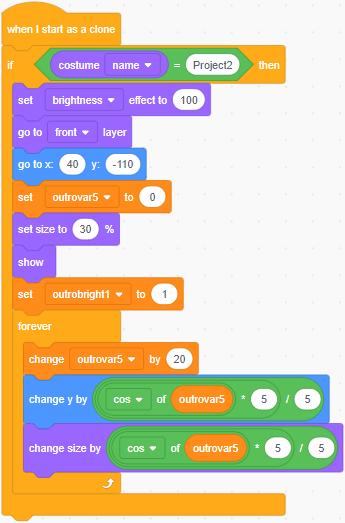 when I start as a clone
if costume name = Project2 then
set brightness effect to 100
go to front layer
go to x: 40 y: -110
set outrovar5 to 0
set size to 30 %
show
set outrobright1 to 1
forever
change outrovar5 by 20
change y by cos of outrovar5 * 5 / 5
change size by cos of outrovar5 * 5 / 5